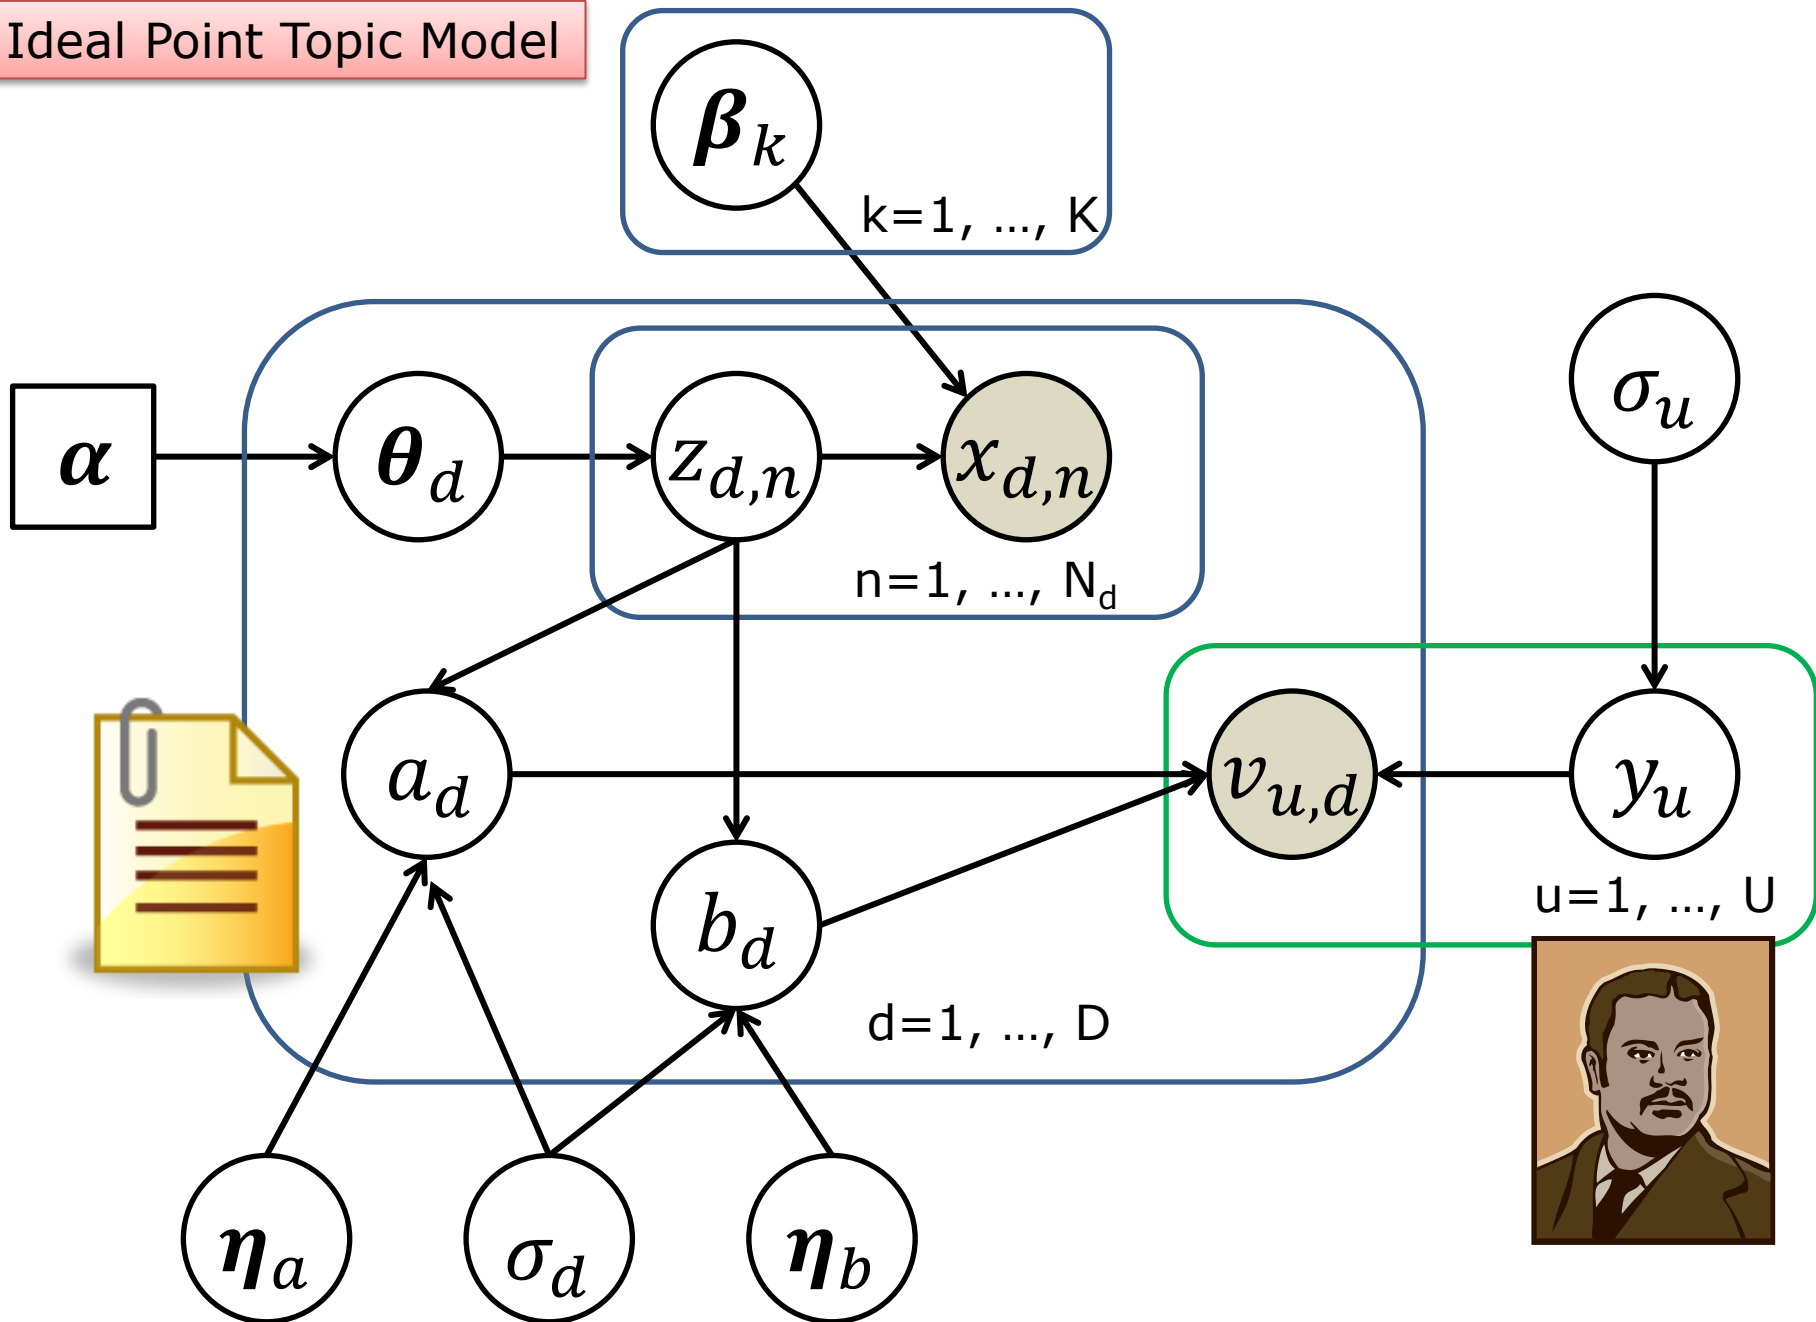 Ideal Point Topic Model
βk
k=1, …, K
σu
α
θd
zd,n
xd,n
n=1, …, Nd
ad
vu,d
yu
bd
u=1, …, U
d=1, …, D
ηa
σd
ηb